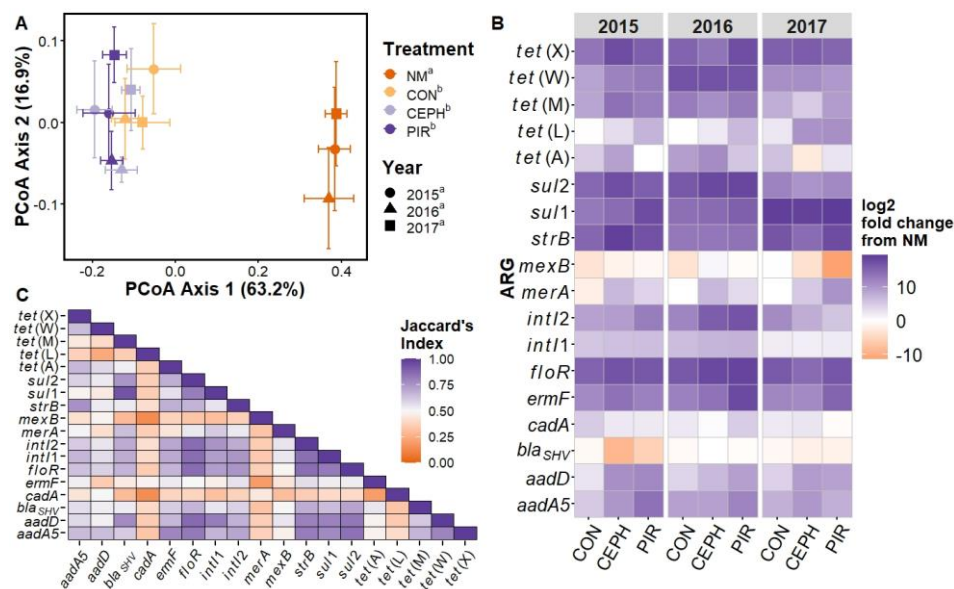 A
0.1
0.0
-0.1
PCoA Axis 2 (16.9%)
-0.2
0.0
0.2
0.4
PCoA Axis 1 (63.2%)
Treatment
NMᵃ
CONᵇ
CEPHᵇ
PIRᵇ
Year
2015ᵃ
2016ᵃ
2017ᵃ
B
2015
2016
2017
ARG
tet(X)
tet(W)
tet(M)
tet(L)
tet(A)
sul2
sul1
strB
mexB
merA
intI2
intI1
floR
ermF
cadA
blaSHV
aadD
aadA5
CON
CEPH
PIR
CON
CEPH
PIR
CON
CEPH
PIR
log2
fold change
from NM
10
0
-10
C
tet(X)
tet(W)
tet(M)
tet(L)
tet(A)
sul2
sul1
strB
mexB
merA
intI2
intI1
floR
ermF
cadA
blaSHV
aadD
aadA5
aadA5
aadD
blaSHV
cadA
ermF
floR
intI1
intI2
merA
mexB
strB
sul1
sul2
tet(A)
tet(L)
tet(M)
tet(W)
tet(X)
Jaccard's
Index
1.00
0.75
0.50
0.25
0.00